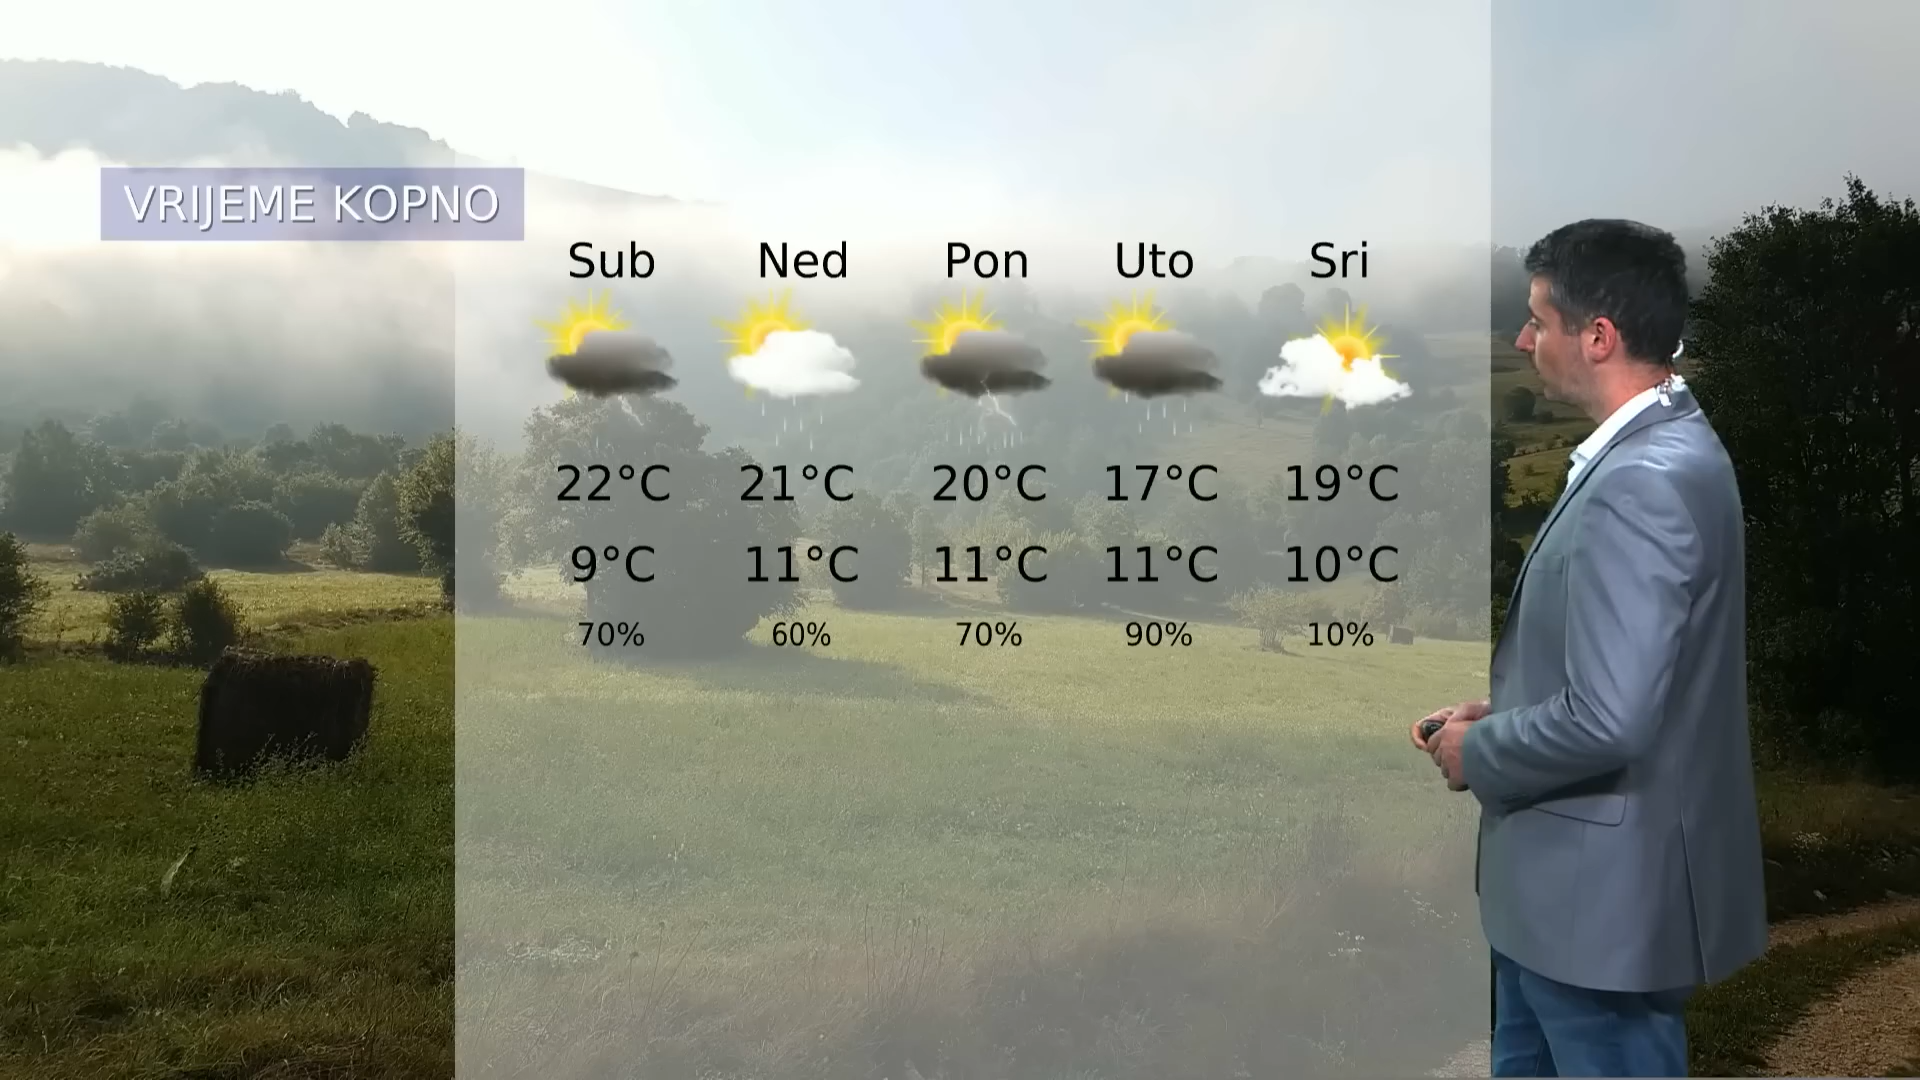 VRIJEME KOPNO
Sub Ned Pon Uto Sri
22°C 21°C 20°C 17°C 19°C
9°C 11°C 11°C 11°C 10°C
70% 60% 70% 90% 10%